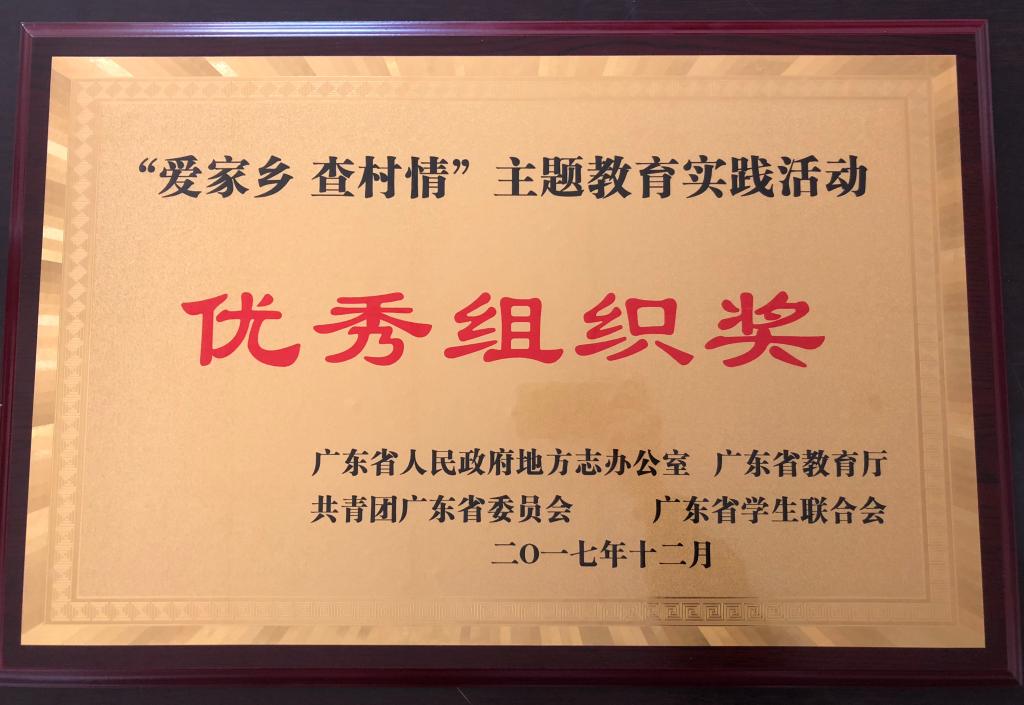 “爱家乡 查村情”主题教育实践活动
优秀组织奖
广东省人民政府地方志办公室 广东省教育厅
共青团广东省委员会 广东省学生联合会
二O一七年十二月